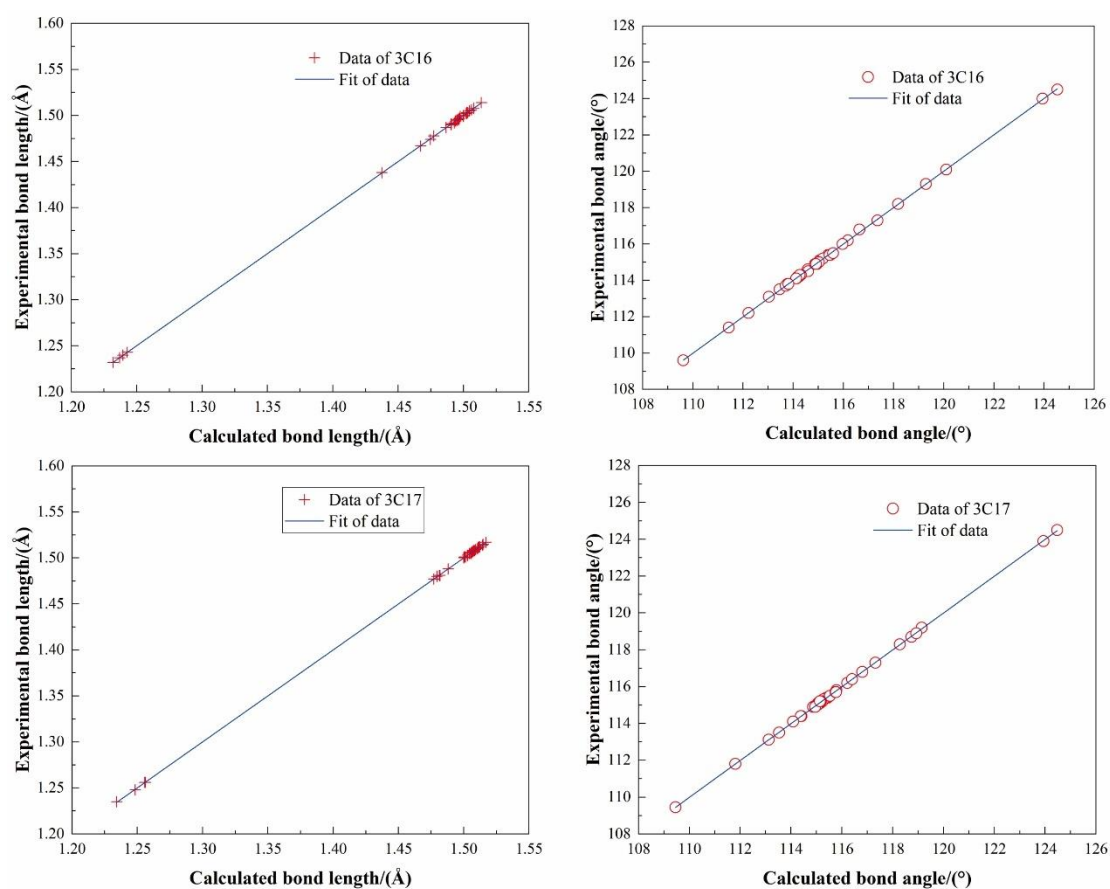 1.60
1.55
1.50
1.45
1.40
1.35
1.30
1.25
1.20
Experimental bond length/(Å)
Data of 3C16
Fit of data
1.20 1.25 1.30 1.35 1.40 1.45 1.50 1.55
Calculated bond length/(Å)
128
126
124
122
120
118
116
114
112
110
108
Experimental bond angle/(°)
Data of 3C16
Fit of data
108 110 112 114 116 118 120 122 124 126 128
Calculated bond angle/(°)
1.60
1.55
1.50
1.45
1.40
1.35
1.30
1.25
1.20
Experimental bond length/(Å)
Data of 3C17
Fit of data
1.20 1.25 1.30 1.35 1.40 1.45 1.50 1.55
Calculated bond length/(Å)
128
126
124
122
120
118
116
114
112
110
108
Experimental bond angle/(°)
Data of 3C17
Fit of data
108 110 112 114 116 118 120 122 124 126 128
Calculated bond angle/(°)